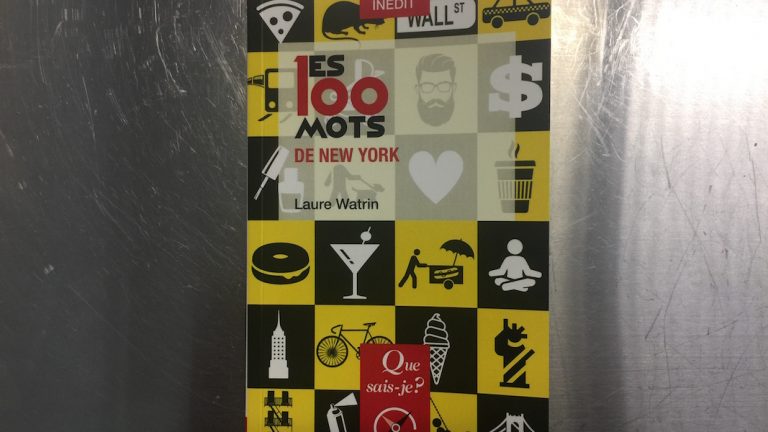 INÉDIT
WALL ST
LES
100
MOTS
DE NEW YORK
Laure Watrin
Que
sais-je?